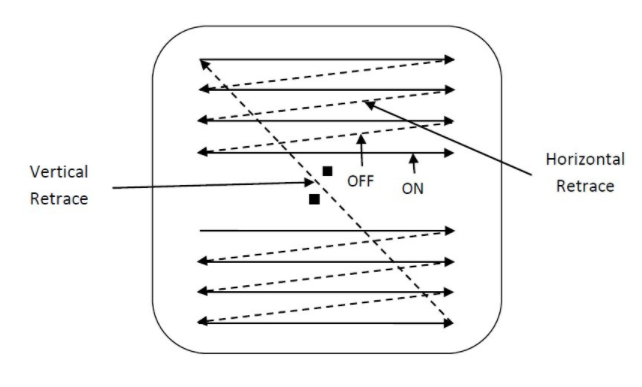 Vertical
Retrace
OFF
ON
Horizontal
Retrace